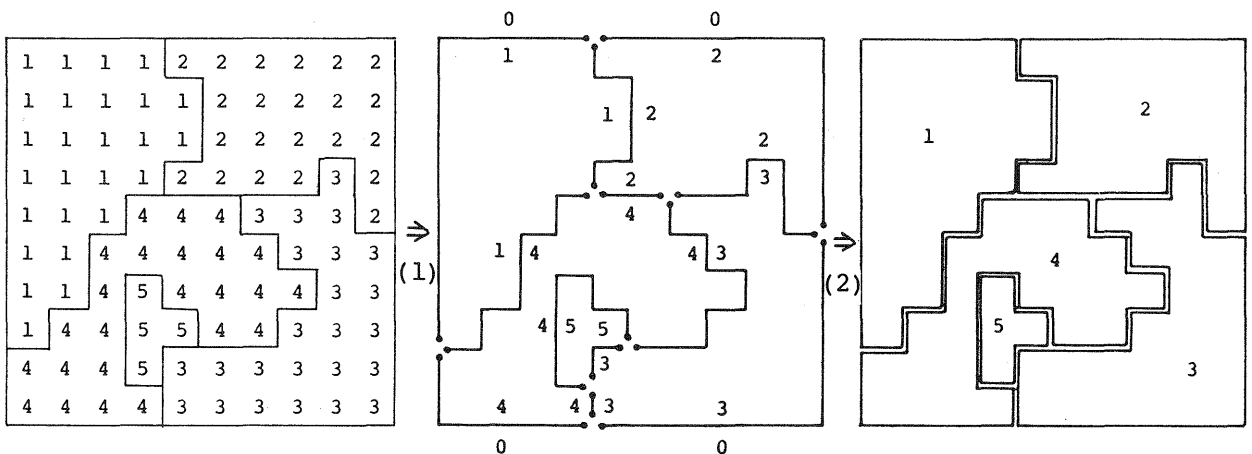 1 1 1 1 2 2 2 2 2 2
1 1 1 1 1 2 2 2 2 2
1 1 1 1 1 2 2 2 2 2
1 1 1 1 2 2 2 2 3 2
1 1 1 4 4 4 3 3 3 2
1 1 4 4 4 4 4 3 3 3
1 1 4 5 4 4 4 4 3 3
1 4 4 5 5 4 4 3 3 3
4 4 4 5 3 3 3 3 3 3
4 4 4 4 3 3 3 3 3 3
⇒
(1)
0 0
1 2
1 2
2
2 3
4
1 4 4 3
4 5 5
3
4 4 3 3
0 0
⇒
(2)
2
1
4
5
3